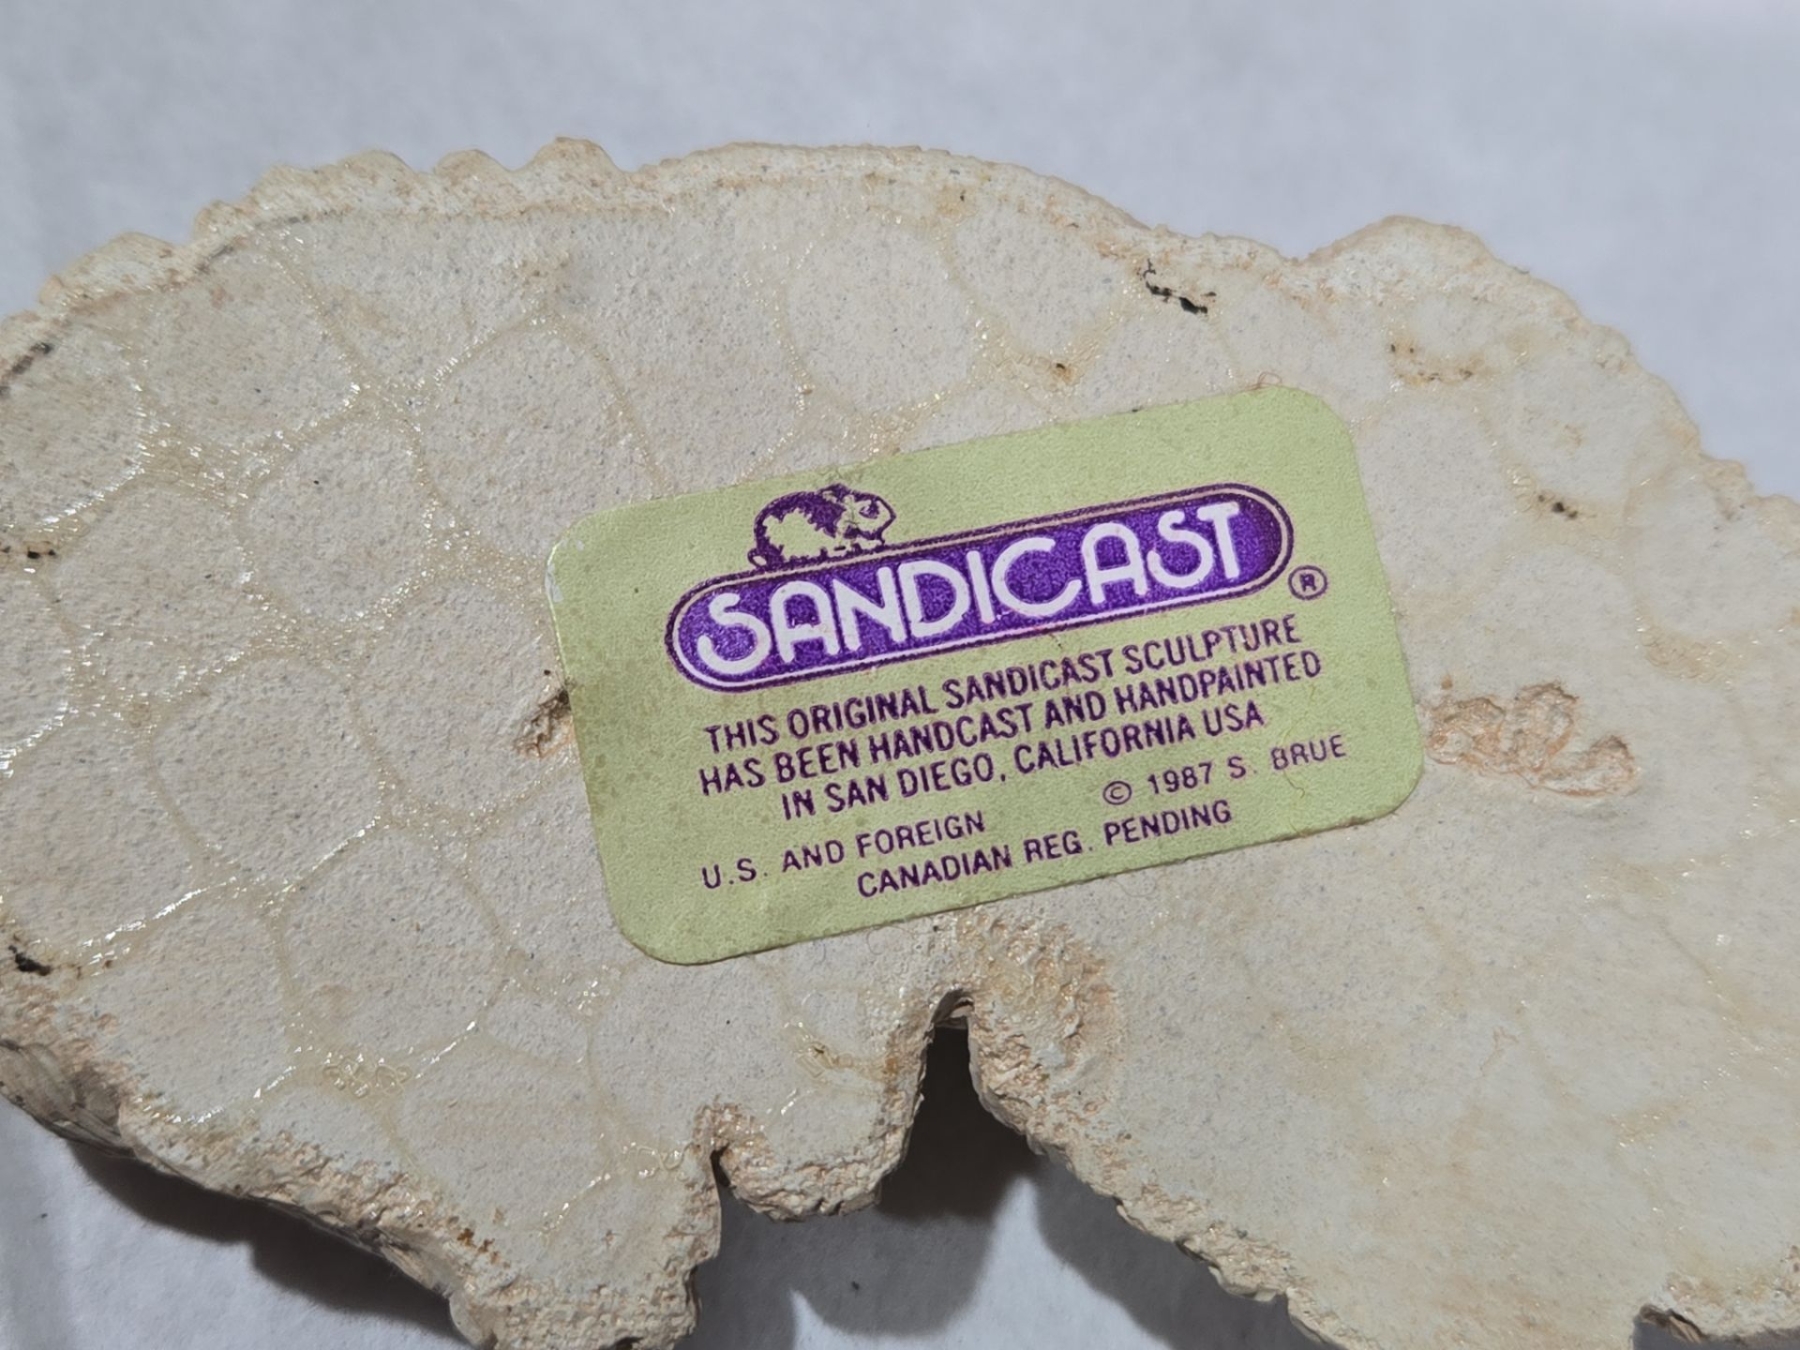 SANDICAST ®
THIS ORIGINAL SANDICAST SCULPTURE
HAS BEEN HANDCAST AND HANDPAINTED
IN SAN DIEGO, CALIFORNIA USA
© 1987 S. BRUE
U.S. AND FOREIGN
CANADIAN REG. PENDING